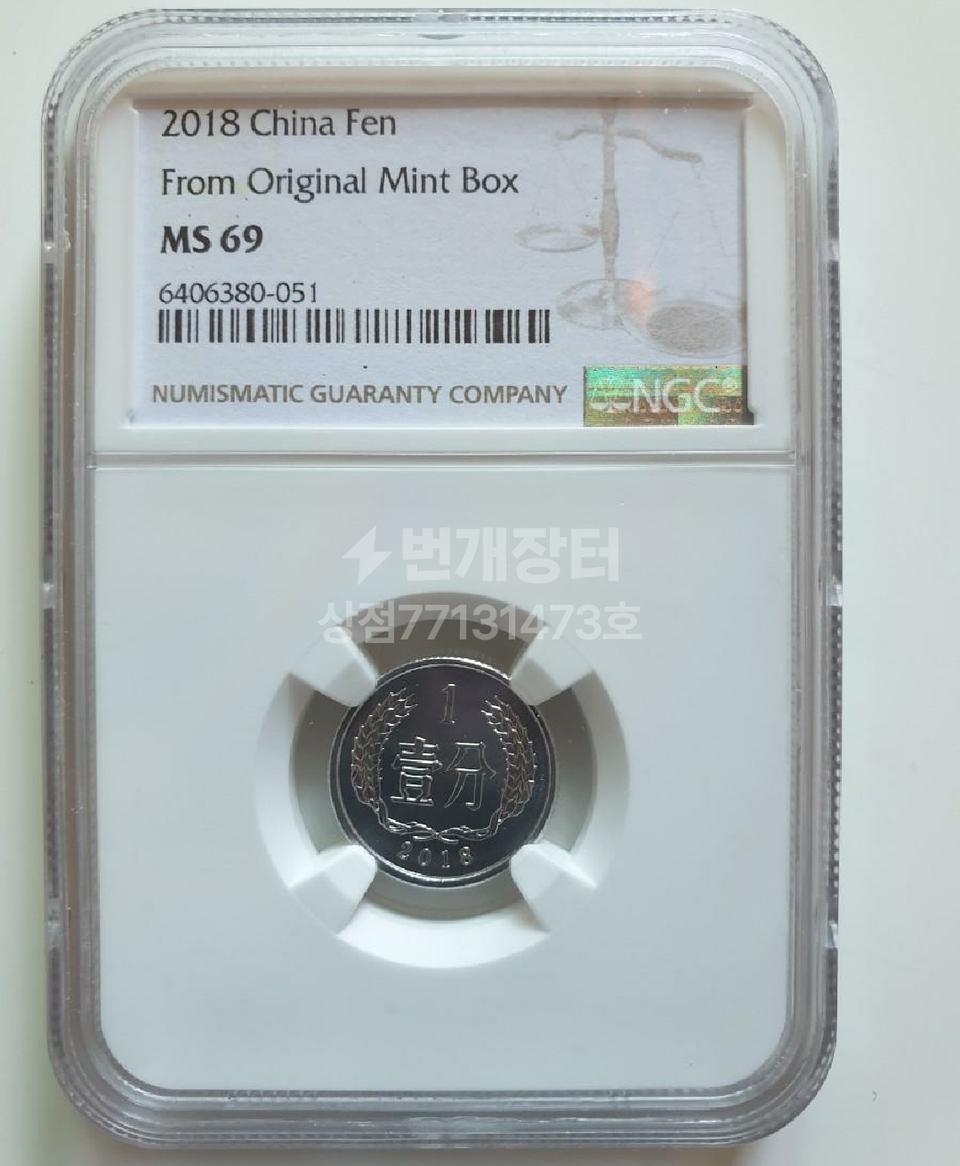 2018 China Fen
From Original Mint Box
MS 69
6406380-051
NUMISMATIC GUARANTY COMPANY
NGC
번개장터
상점77131473호
1
壹分
2018